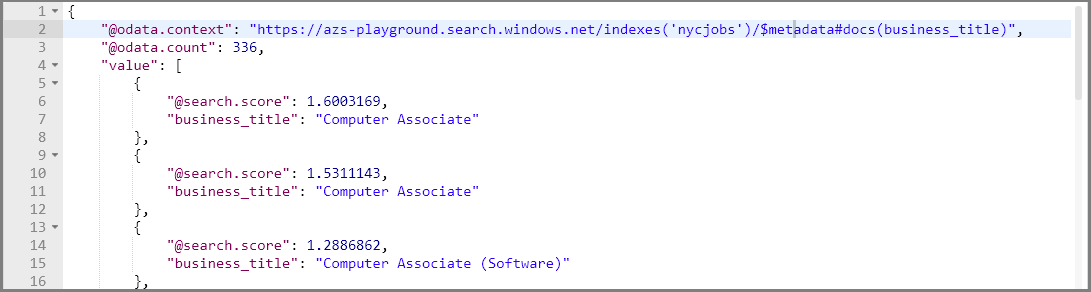 1 {
2 "@odata.context": "https://azs-playground.search.windows.net/indexes('nycjobs')/$metadata#docs(business_title)",
3 "@odata.count": 336,
4 "value": [
5 {
6 "@search.score": 1.6003169,
7 "business_title": "Computer Associate"
8 },
9 {
10 "@search.score": 1.5311143,
11 "business_title": "Computer Associate"
12 },
13 {
14 "@search.score": 1.2886862,
15 "business_title": "Computer Associate (Software)"
16 },